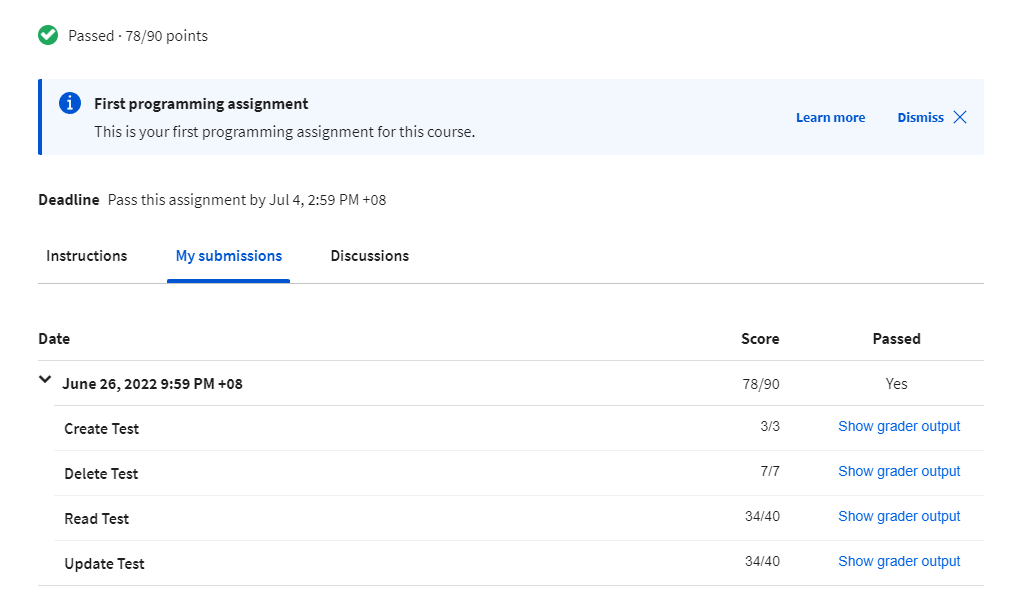 Passed · 78/90 points
First programming assignment
This is your first programming assignment for this course.
Learn more
Dismiss
Deadline Pass this assignment by Jul 4, 2:59 PM +08
Instructions My submissions Discussions
Date Score Passed
June 26, 2022 9:59 PM +08 78/90 Yes
Create Test 3/3 Show grader output
Delete Test 7/7 Show grader output
Read Test 34/40 Show grader output
Update Test 34/40 Show grader output